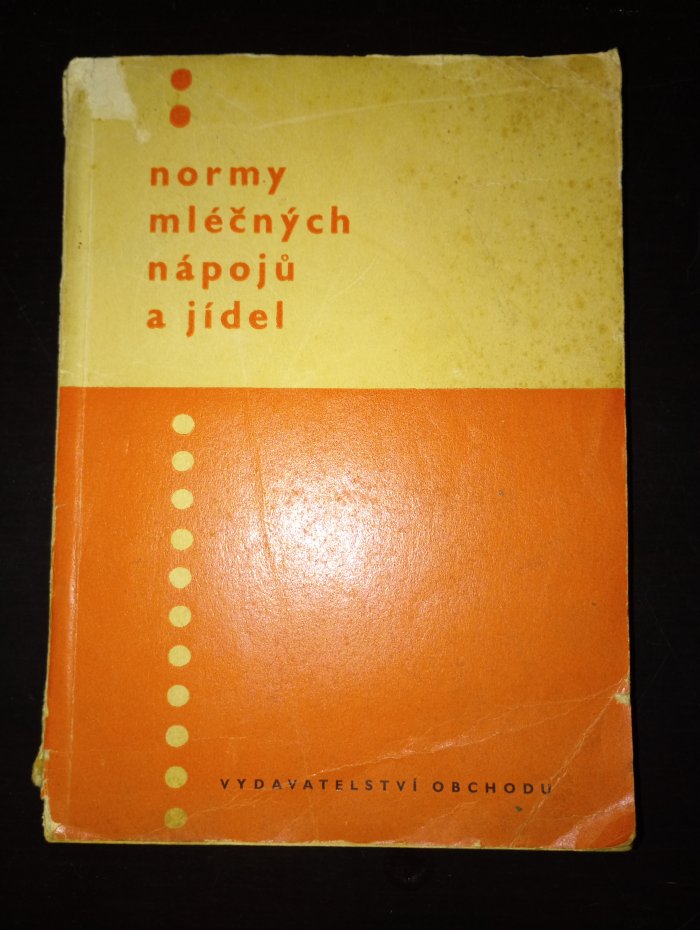 normy
mléčných
nápojů
a jídel
VYDAVATELSTVÍ OBCHODU